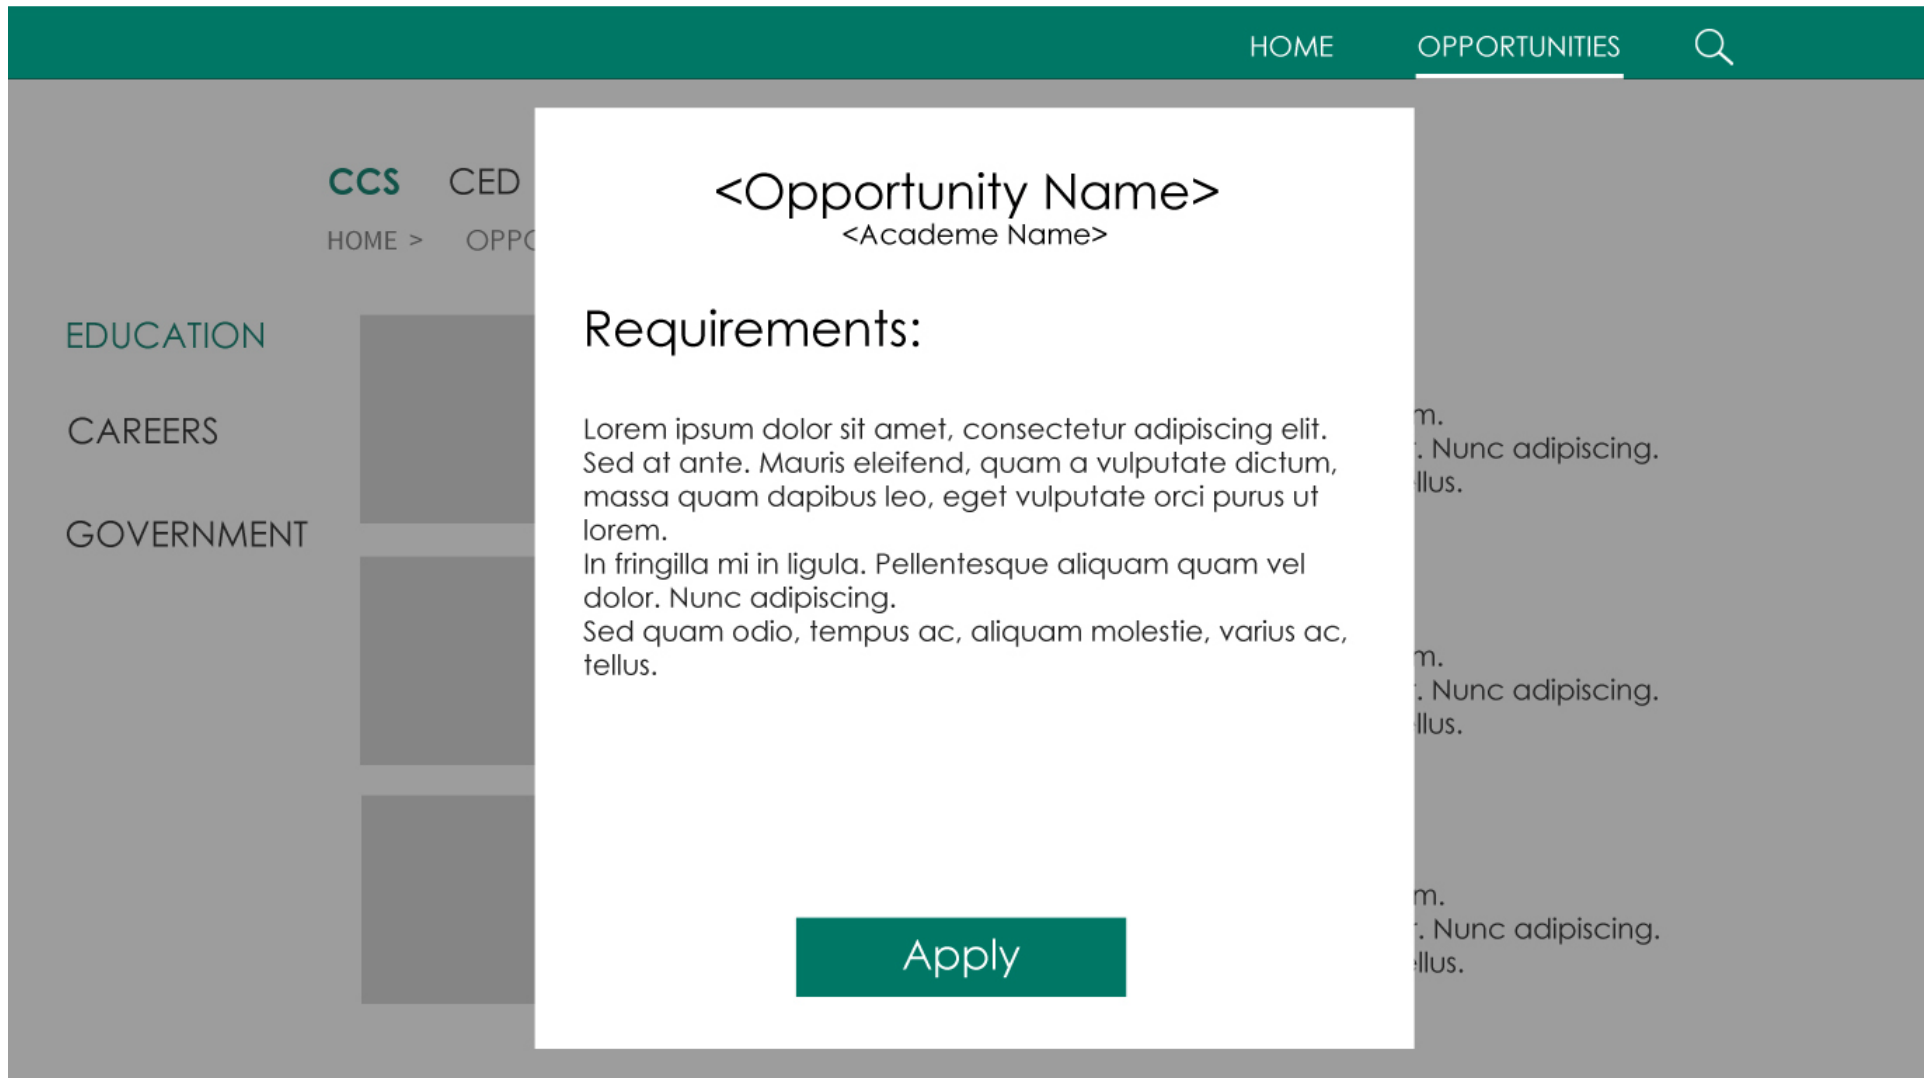 HOME OPPORTUNITIES
CCS CED
HOME >
EDUCATION
CAREERS
GOVERNMENT
<Opportunity Name>
<Academe Name>
Requirements:
Lorem ipsum dolor sit amet, consectetur adipiscing elit.
Sed at ante. Mauris eleifend, quam a vulputate dictum,
massa quam dapibus leo, eget vulputate orci purus ut
lorem.
In fringilla mi in ligula. Pellentesque aliquam quam vel
dolor. Nunc adipiscing.
Sed quam odio, tempus ac, aliquam molestie, varius ac,
tellus.
Apply
m.
. Nunc adipiscing.
llus.
m.
. Nunc adipiscing.
llus.
m.
. Nunc adipiscing.
llus.